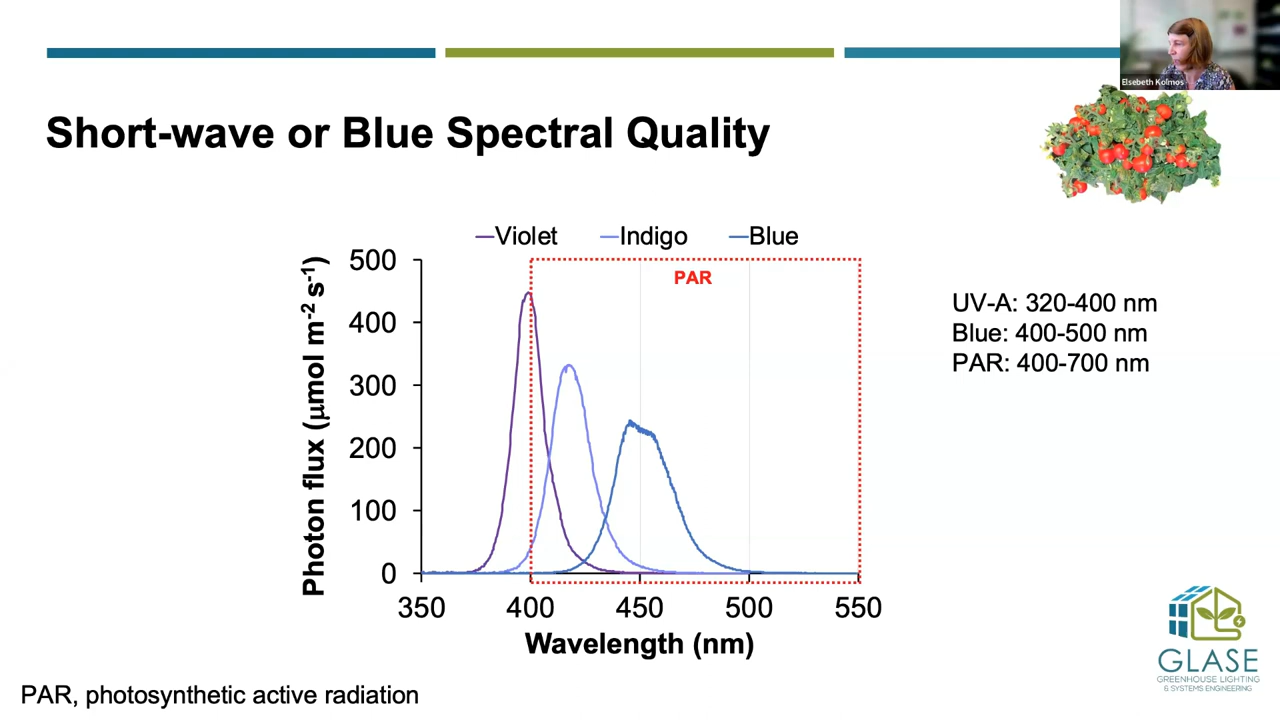 Elsebeth Kolmos
Short-wave or Blue Spectral Quality
Violet Indigo Blue
PAR
Photon flux (μmol m-2 s-1)
500
400
300
200
100
0
350 400 450 500 550
Wavelength (nm)
UV-A: 320-400 nm
Blue: 400-500 nm
PAR: 400-700 nm
GLASE
GREENHOUSE LIGHTING
& SYSTEMS ENGINEERING
PAR, photosynthetic active radiation